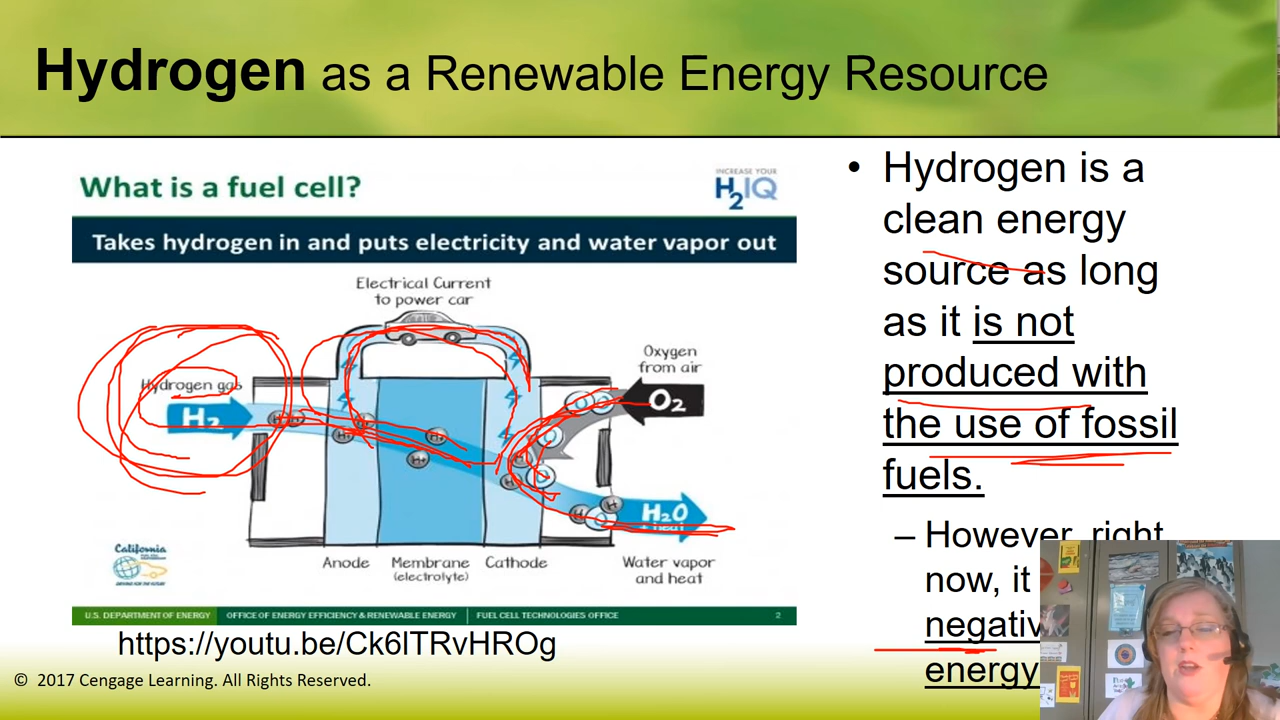 Hydrogen as a Renewable Energy Resource
What is a fuel cell?
INCREASE YOUR
H2IQ
Takes hydrogen in and puts electricity and water vapor out
Electrical Current
to power car
Hydrogen gas
H2
Oxygen
from air
O2
H2O
+ heat
Anode
Membrane
(electrolyte)
Cathode
Water vapor
and heat
California
U.S. DEPARTMENT OF ENERGY
OFFICE OF ENERGY EFFICIENCY & RENEWABLE ENERGY
FUEL CELL TECHNOLOGIES OFFICE
2
https://youtu.be/Ck6lTRvHROg
© 2017 Cengage Learning. All Rights Reserved.
• Hydrogen is a
clean energy
source as long
as it is not
produced with
the use of fossil
fuels.
– However, right
now, it
energy